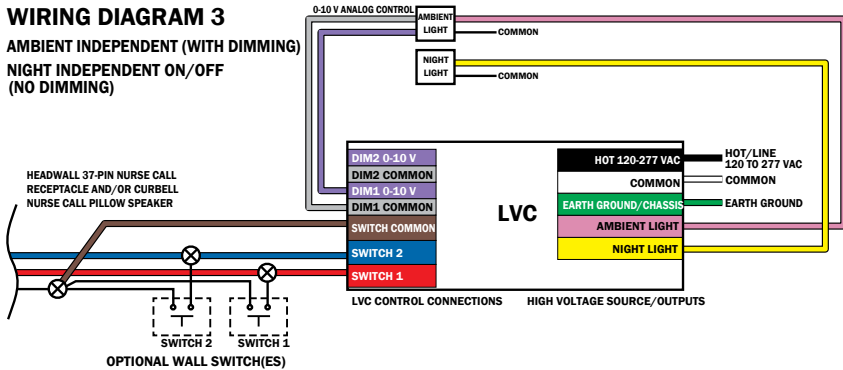 WIRING DIAGRAM 3
AMBIENT INDEPENDENT (WITH DIMMING)
NIGHT INDEPENDENT ON/OFF
(NO DIMMING)
0-10 V ANALOG CONTROL
AMBIENT
LIGHT
COMMON
NIGHT
LIGHT
COMMON
HEADWALL 37-PIN NURSE CALL
RECEPTACLE AND/OR CURBELL
NURSE CALL PILLOW SPEAKER
DIM2 0-10 V
DIM2 COMMON
DIM1 0-10 V
DIM1 COMMON
SWITCH COMMON
SWITCH 2
SWITCH 1
LVC
HOT 120-277 VAC
COMMON
EARTH GROUND/CHASSIS
AMBIENT LIGHT
NIGHT LIGHT
HOT/LINE
120 TO 277 VAC
COMMON
EARTH GROUND
LVC CONTROL CONNECTIONS
HIGH VOLTAGE SOURCE/OUTPUTS
SWITCH 2
SWITCH 1
OPTIONAL WALL SWITCH(ES)